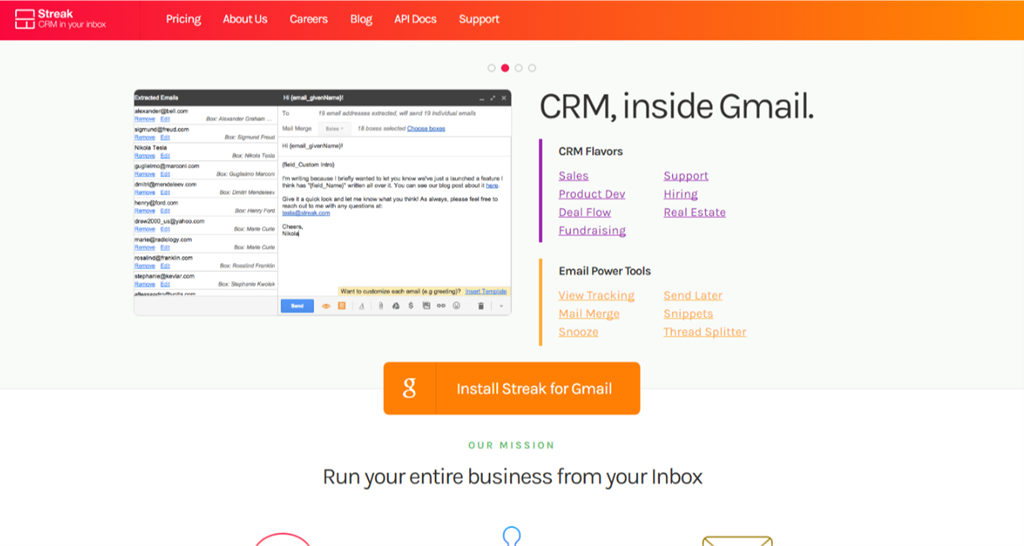 Streak
CRM in your inbox
Pricing
About Us
Careers
Blog
API Docs
Support
Extracted Emails
alexander@bell.com
Remove Edit
Box: Alexander Graham ...
sigmund@freud.com
Remove Edit
Box: Sigmund Freud
Nikola Tesla
Remove Edit
Box: Nikola Tesla
guglielmo@marconi.com
Remove Edit
Box: Guglielmo Marconi
dmitri@mendeleev.com
Remove Edit
Box: Dmitri Mendeleev
henry@ford.com
Remove Edit
Box: Henry Ford
drew2000_us@yahoo.com
Remove Edit
Box: Marie Curie
marie@radiology.com
Remove Edit
Box: Marie Curie
rosalind@franklin.com
Remove Edit
Box: Rosalind Franklin
stephanie@kevlar.com
Remove Edit
Box: Stephanie Kwolek
Hi {email_givenName}!
To
18 email addresses extracted, will send 19 individual emails
Mail Merge
Sales
18 boxes selected Choose boxes
Hi {email_givenName}!
{field_Custom Intro}
I'm writing because I briefly wanted to let you know we've just a launched a feature I
think has "{field_Name}" written all over it. You can see our blog post about it here.
Give it a quick look and let me know what you think! As always, please feel free to
reach out to me with any questions at:
tesla@streak.com
Cheers,
Nikola
Want to customize each email (e.g greeting)? Insert Template
Send
CRM, inside Gmail.
CRM Flavors
Sales
Support
Product Dev
Hiring
Deal Flow
Real Estate
Fundraising
Email Power Tools
View Tracking
Send Later
Mail Merge
Snippets
Snooze
Thread Splitter
g
Install Streak for Gmail
OUR MISSION
Run your entire business from your Inbox